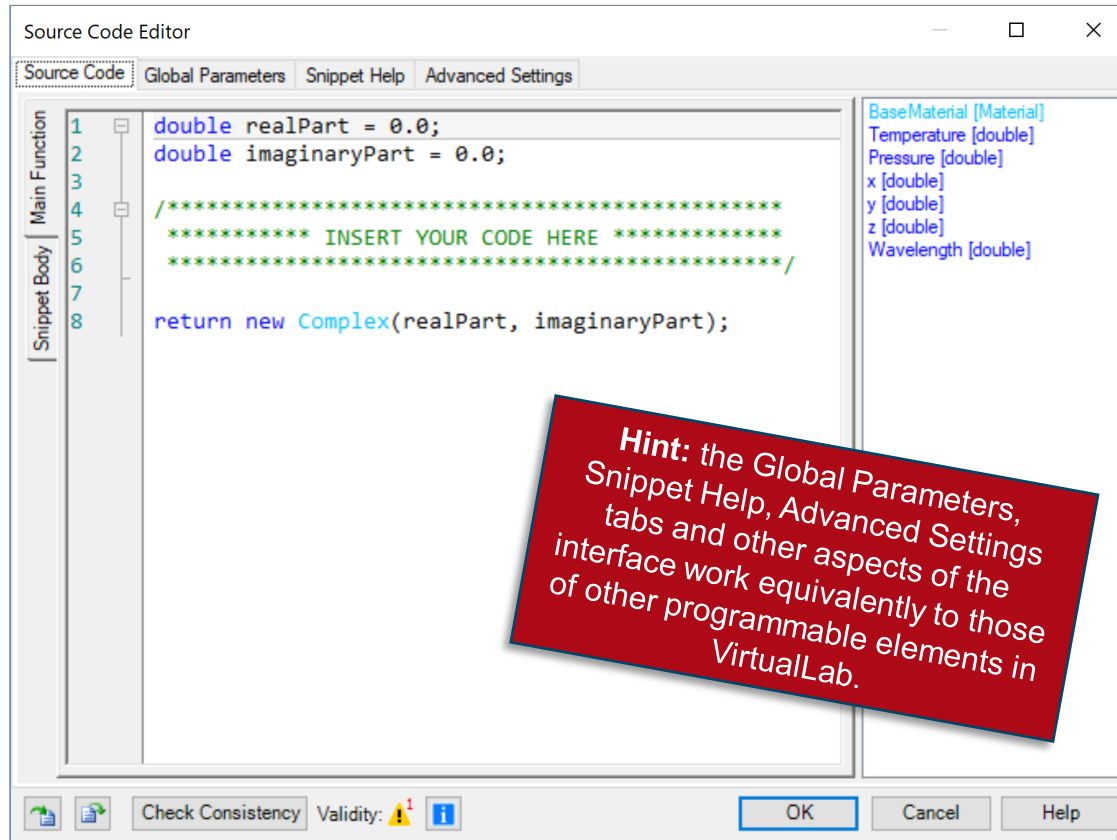 Source Code Editor
Source Code Global Parameters Snippet Help Advanced Settings
Main Function
Snippet Body
1 double realPart = 0.0;
2 double imaginaryPart = 0.0;
3
4 /***********************************************
5 *********** INSERT YOUR CODE HERE *************
6 ***********************************************/
7
8 return new Complex(realPart, imaginaryPart);
BaseMaterial [Material]
Temperature [double]
Pressure [double]
x [double]
y [double]
z [double]
Wavelength [double]
Hint: the Global Parameters,
Snippet Help, Advanced Settings
tabs and other aspects of the
interface work equivalently to those
of other programmable elements in
VirtualLab.
Check Consistency Validity: 1 OK Cancel Help